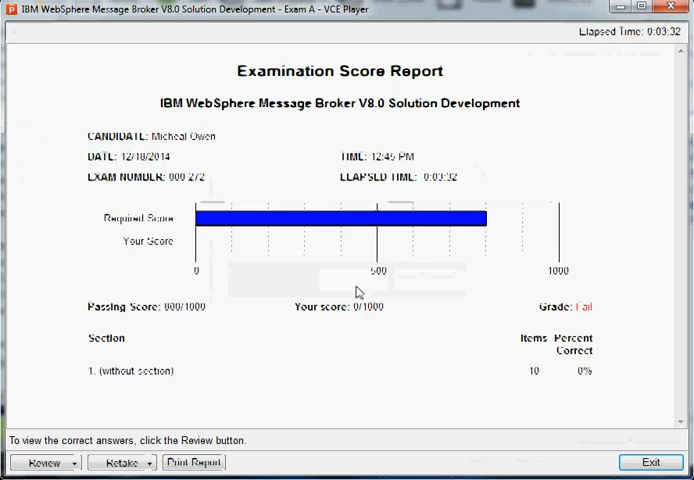 IBM WebSphere Message Broker V8.0 Solution Development - Exam A - VCE Player
Elapsed Time: 0:03:32
Examination Score Report
IBM WebSphere Message Broker V8.0 Solution Development
CANDIDATE: Micheal Owen
DATE: 12/18/2014 TIME: 12:45 PM
EXAM NUMBER: 000-272 ELAPSED TIME: 0:03:32
Required Score
Your Score
0 500 1000
Passing Score: 800/1000 Your score: 0/1000 Grade: Fail
Section Items Percent Correct
1. (without section) 10 0%
To view the correct answers, click the Review button.
Review Retake Print Report Exit